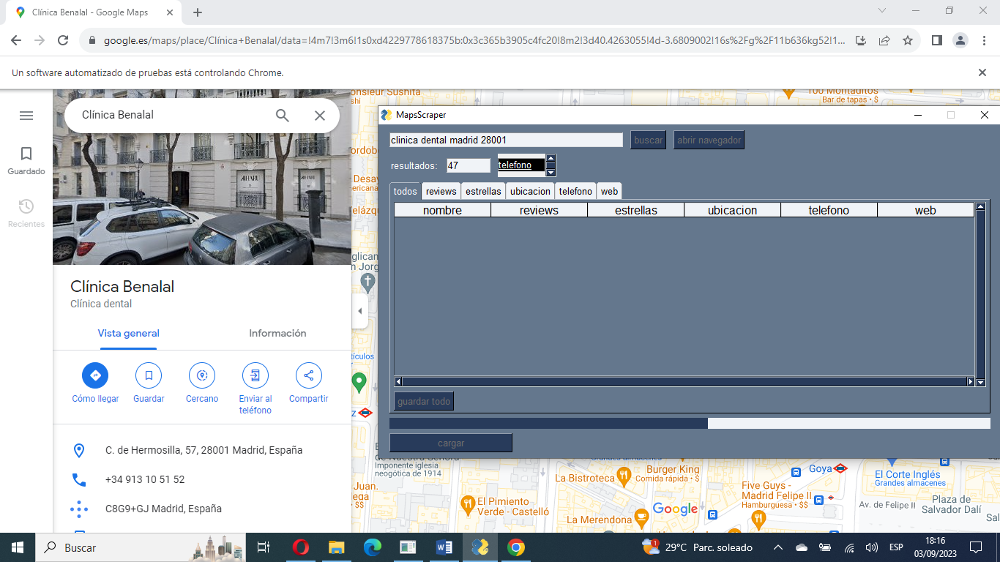 Clínica Benalal - Google Maps
google.es/maps/place/Clínica+Benalal/data=!4m7!3m6!1s0xd4229778618375b:0x3c365b3905c4fc20!8m2!3d40.4263055!4d-3.6809002!16s%2Fg%2F11b636kg52!1...
Un software automatizado de pruebas está controlando Chrome.
Clínica Benalal
Guardado
Recientes
AILHARU
AILHARU
Clínica Benalal
Clínica dental
Vista general
Información
Cómo llegar
Guardar
Cercano
Enviar al
teléfono
Compartir
C. de Hermosilla, 57, 28001 Madrid, España
+34 913 10 51 52
C8G9+GJ Madrid, España
onsieur Sushita
100 Montaditos
Bar de tapas • $
MapsScraper
clinica dental madrid 28001
buscar
abrir navegador
resultados:
47
telefono
todos
reviews
estrellas
ubicacion
telefono
web
nombre
reviews
estrellas
ubicacion
telefono
web
guardar todo
cargar
Imponente iglesia
neogótica de 1914
Grandes almacenes
La Bistroteca
Burger King
Comida rápida • $
Goya
El Corte Inglés
Grandes almacenes
Five Guys -
Madrid Felipe II
Hamburguesa • $$
Av. de Felipe II
Plaza de
Salvador Dalí
El Pimiento
Verde - Castelló
La Merendona
Google
Buscar
29°C Parc. soleado
ESP
18:16
03/09/2023